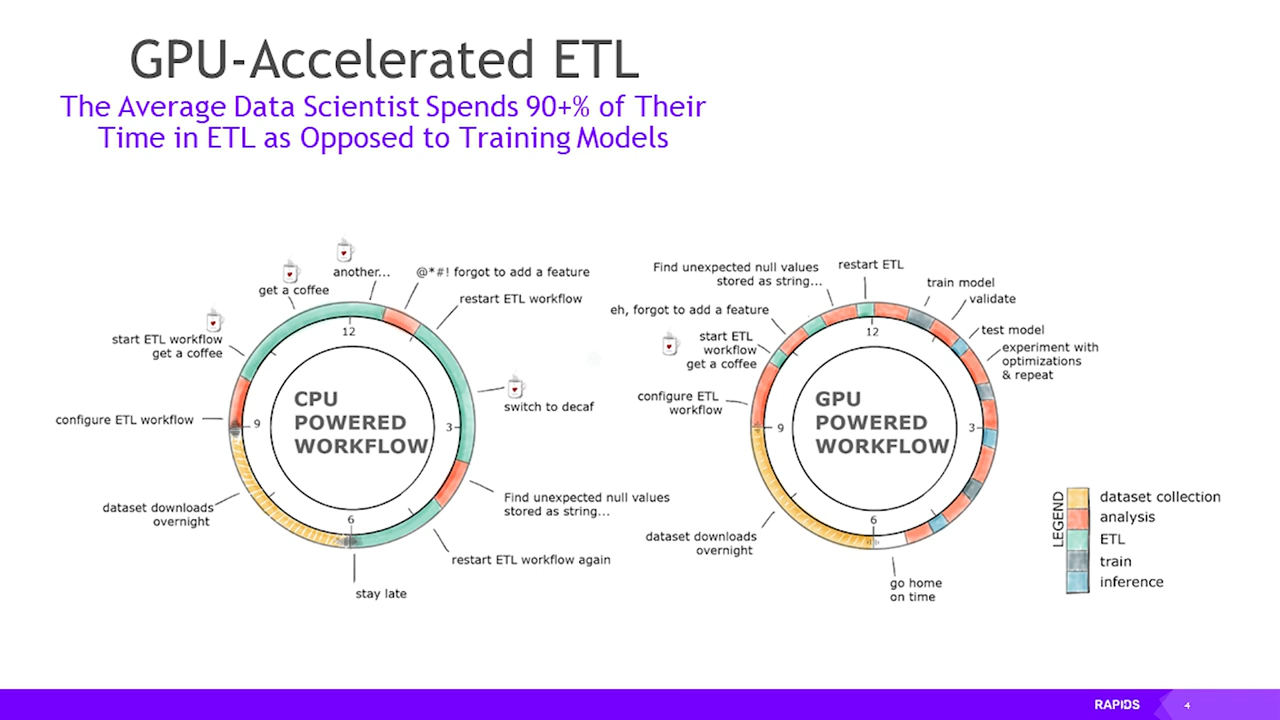 GPU-Accelerated ETL
The Average Data Scientist Spends 90+% of Their
Time in ETL as Opposed to Training Models
another...
@*#! forgot to add a feature
get a coffee
restart ETL workflow
start ETL workflow
get a coffee
12
switch to decaf
configure ETL workflow
9
CPU
POWERED
WORKFLOW
3
dataset downloads
overnight
6
Find unexpected null values
stored as string...
restart ETL workflow again
stay late
Find unexpected null values
stored as string...
restart ETL
train model
validate
eh, forgot to add a feature
12
test model
start ETL
workflow
get a coffee
experiment with
optimizations
& repeat
configure ETL
workflow
9
GPU
POWERED
WORKFLOW
3
dataset downloads
overnight
6
go home
on time
LEGEND
dataset collection
analysis
ETL
train
inference
RAPIDS
4